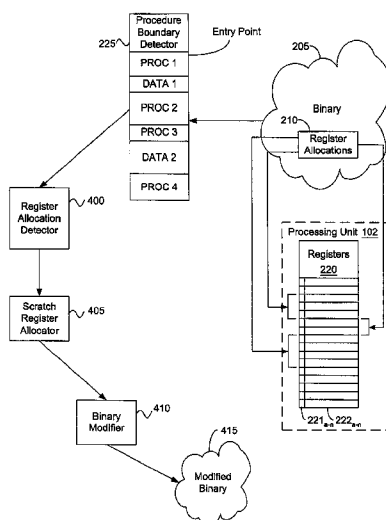 Procedure
Boundary
Detector
225
Entry Point
PROC 1
DATA 1
PROC 2
PROC 3
DATA 2
PROC 4
205
Binary
210
Register
Allocations
Register
Allocation
Detector
400
Processing Unit 102
Registers
220
Scratch
Register
Allocator
405
Binary
Modifier
410
415
Modified
Binary
221a-n 222a-n